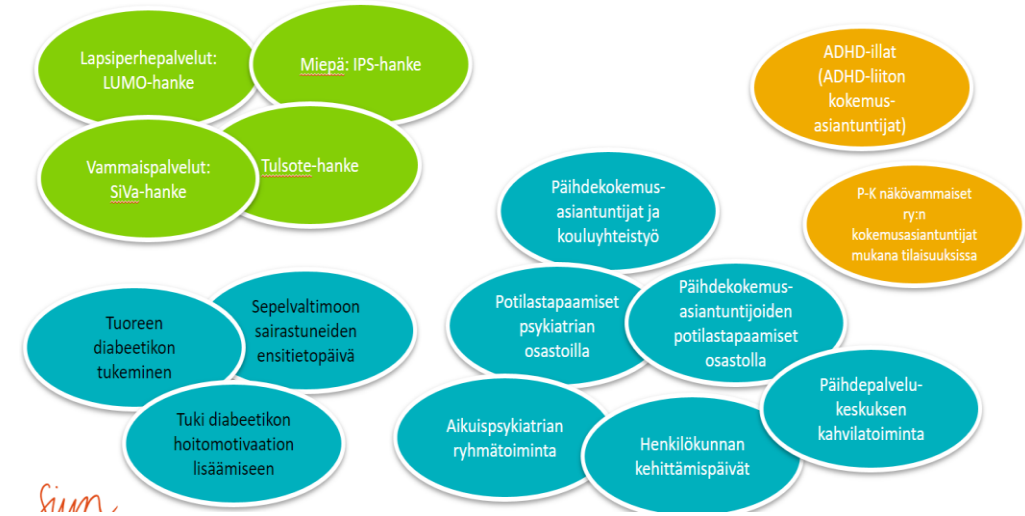 Lapsiperhepalvelut:
LUMO-hanke
Miepä: IPS-hanke
Vammaispalvelut:
SiVa-hanke
Tulsote-hanke
ADHD-illat
(ADHD-liiton
kokemus-
asiantuntijat)
P-K näkövammaiset
ry:n
kokemusasiantuntijat
mukana tilaisuuksissa
Päihdekokemus-
asiantuntijat ja
kouluyhteistyö
Potilastapaamiset
psykiatrian
osastoilla
Päihdekokemus-
asiantuntijoiden
potilastapaamiset
osastolla
Päihdepalvelu-
keskuksen
kahvilatoiminta
Aikuispsykiatrian
ryhmätoiminta
Henkilökunnan
kehittämispäivät
Tuoreen
diabeetikon
tukeminen
Sepelvaltimoon
sairastuneiden
ensitietopäivä
Tuki diabeetikon
hoitomotivaation
lisäämiseen